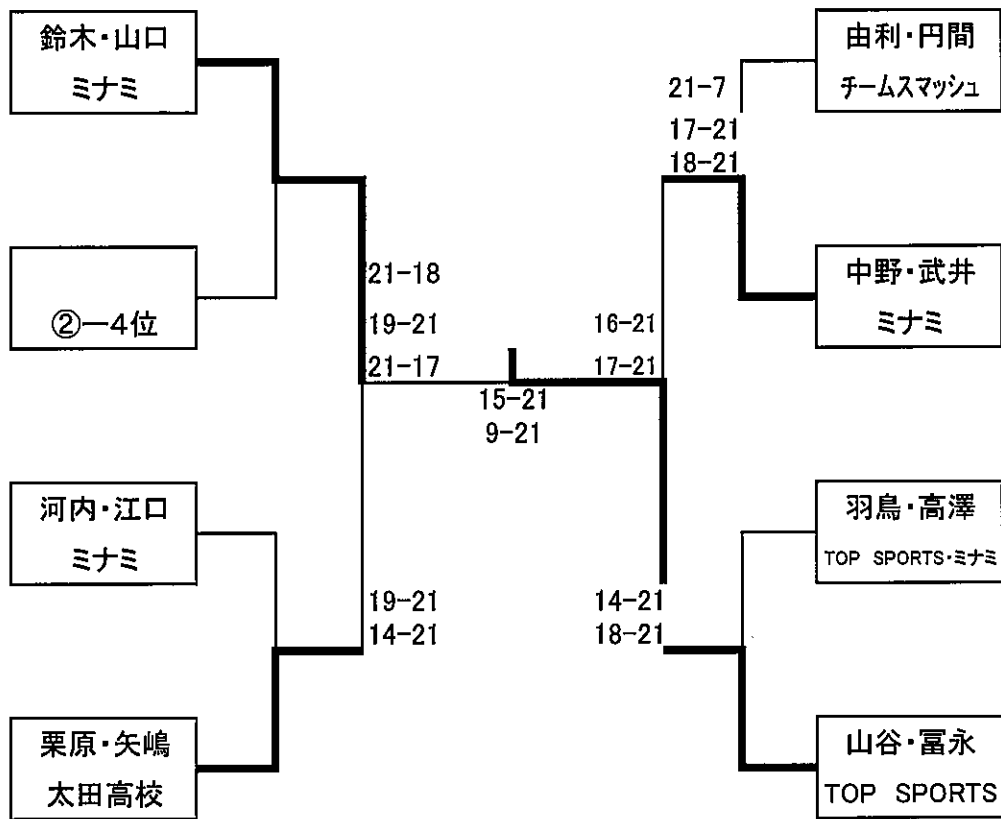 鈴木・山口
ミナミ
②ー4位
河内・江口
ミナミ
栗原・矢嶋
太田高校
21-18
19-21
21-17
19-21
14-21
15-21
9-21
21-7
17-21
18-21
16-21
17-21
14-21
18-21
由利・円間
チームスマッシュ
中野・武井
ミナミ
羽鳥・高澤
TOP SPORTS・ミナミ
山谷・冨永
TOP SPORTS